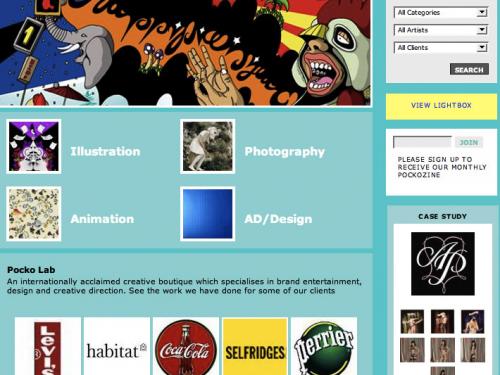 All Categories
All Artists
All Clients
SEARCH
VIEW LIGHTBOX
JOIN
PLEASE SIGN UP TO
RECEIVE OUR MONTHLY
POCKOZINE
Illustration
Photography
Animation
AD/Design
CASE STUDY
Pocko Lab
An internationally acclaimed creative boutique which specialises in brand entertainment,
design and creative direction. See the work we have done for some of our clients
LEVI'S
habitat
Coca-Cola
SELFRIDGES
perrier